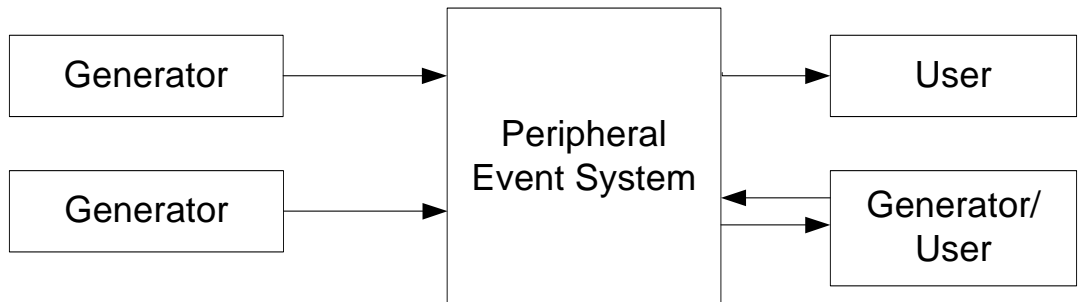 Generator
Generator
Peripheral
Event System
User
Generator/
User